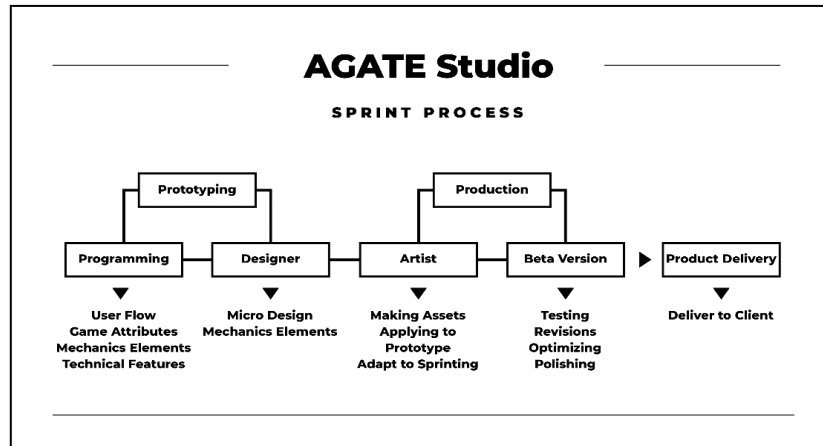 AGATE Studio
SPRINT PROCESS
Prototyping
Production
Programming
Designer
Artist
Beta Version
Product Delivery
User Flow
Game Attributes
Mechanics Elements
Technical Features
Micro Design
Mechanics Elements
Making Assets
Applying to
Prototype
Adapt to Sprinting
Testing
Revisions
Optimizing
Polishing
Deliver to Client